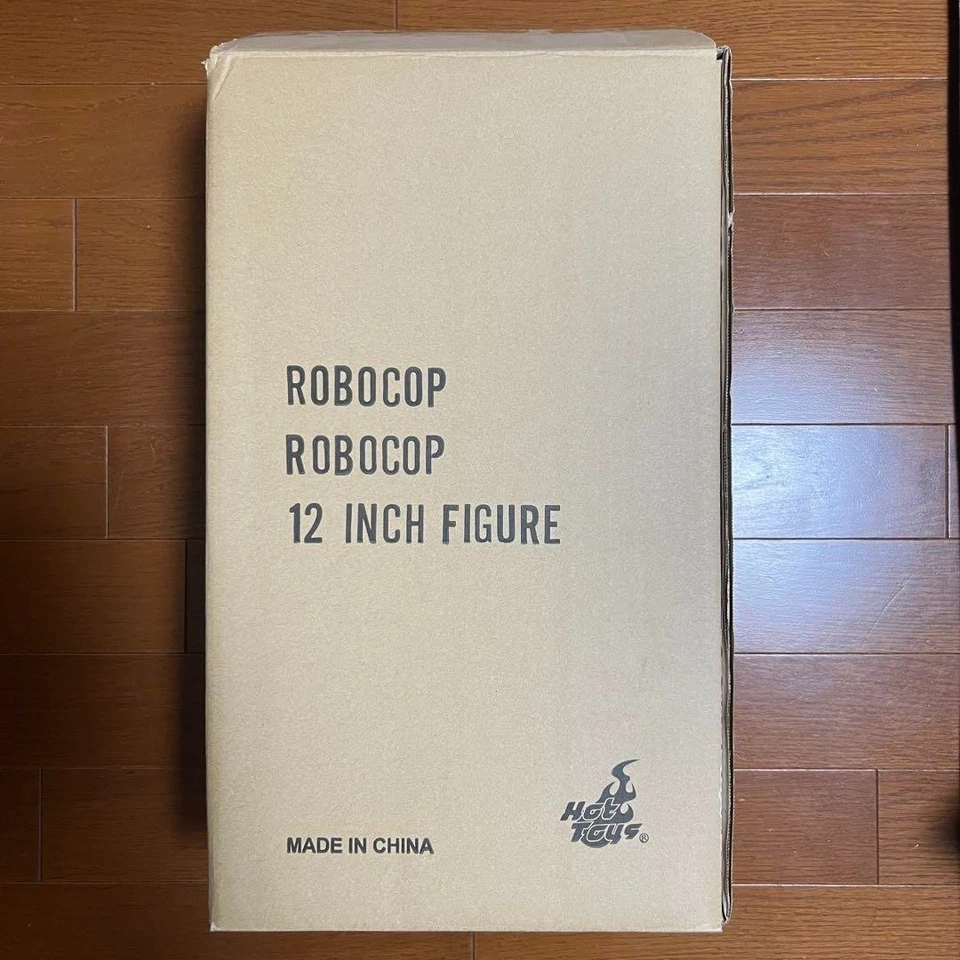 ROBOCOP
ROBOCOP
12 INCH FIGURE
MADE IN CHINA
Hot
Toys®